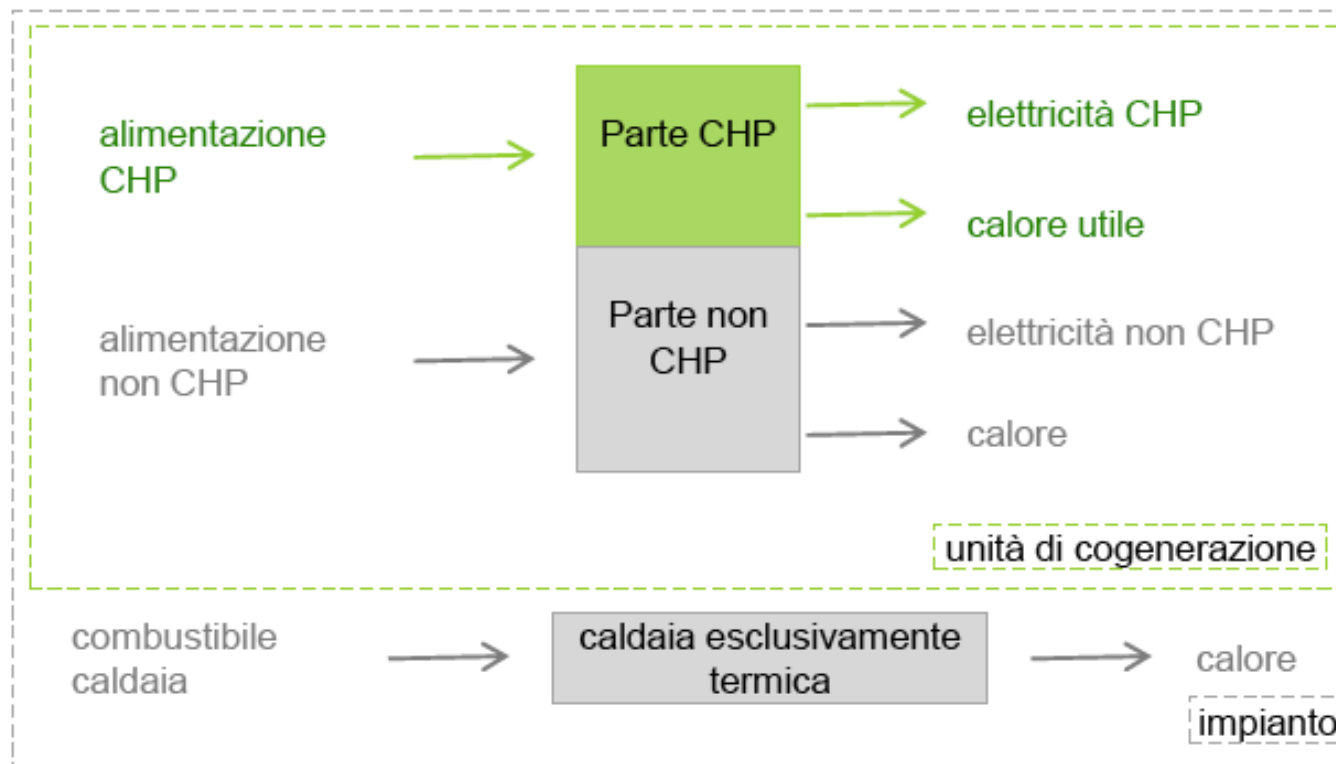 alimentazione
CHP
Parte CHP
elettricità CHP
calore utile
alimentazione
non CHP
Parte non
CHP
elettricità non CHP
calore
unità di cogenerazione
combustibile
caldaia
caldaia esclusivamente
termica
calore
impianto